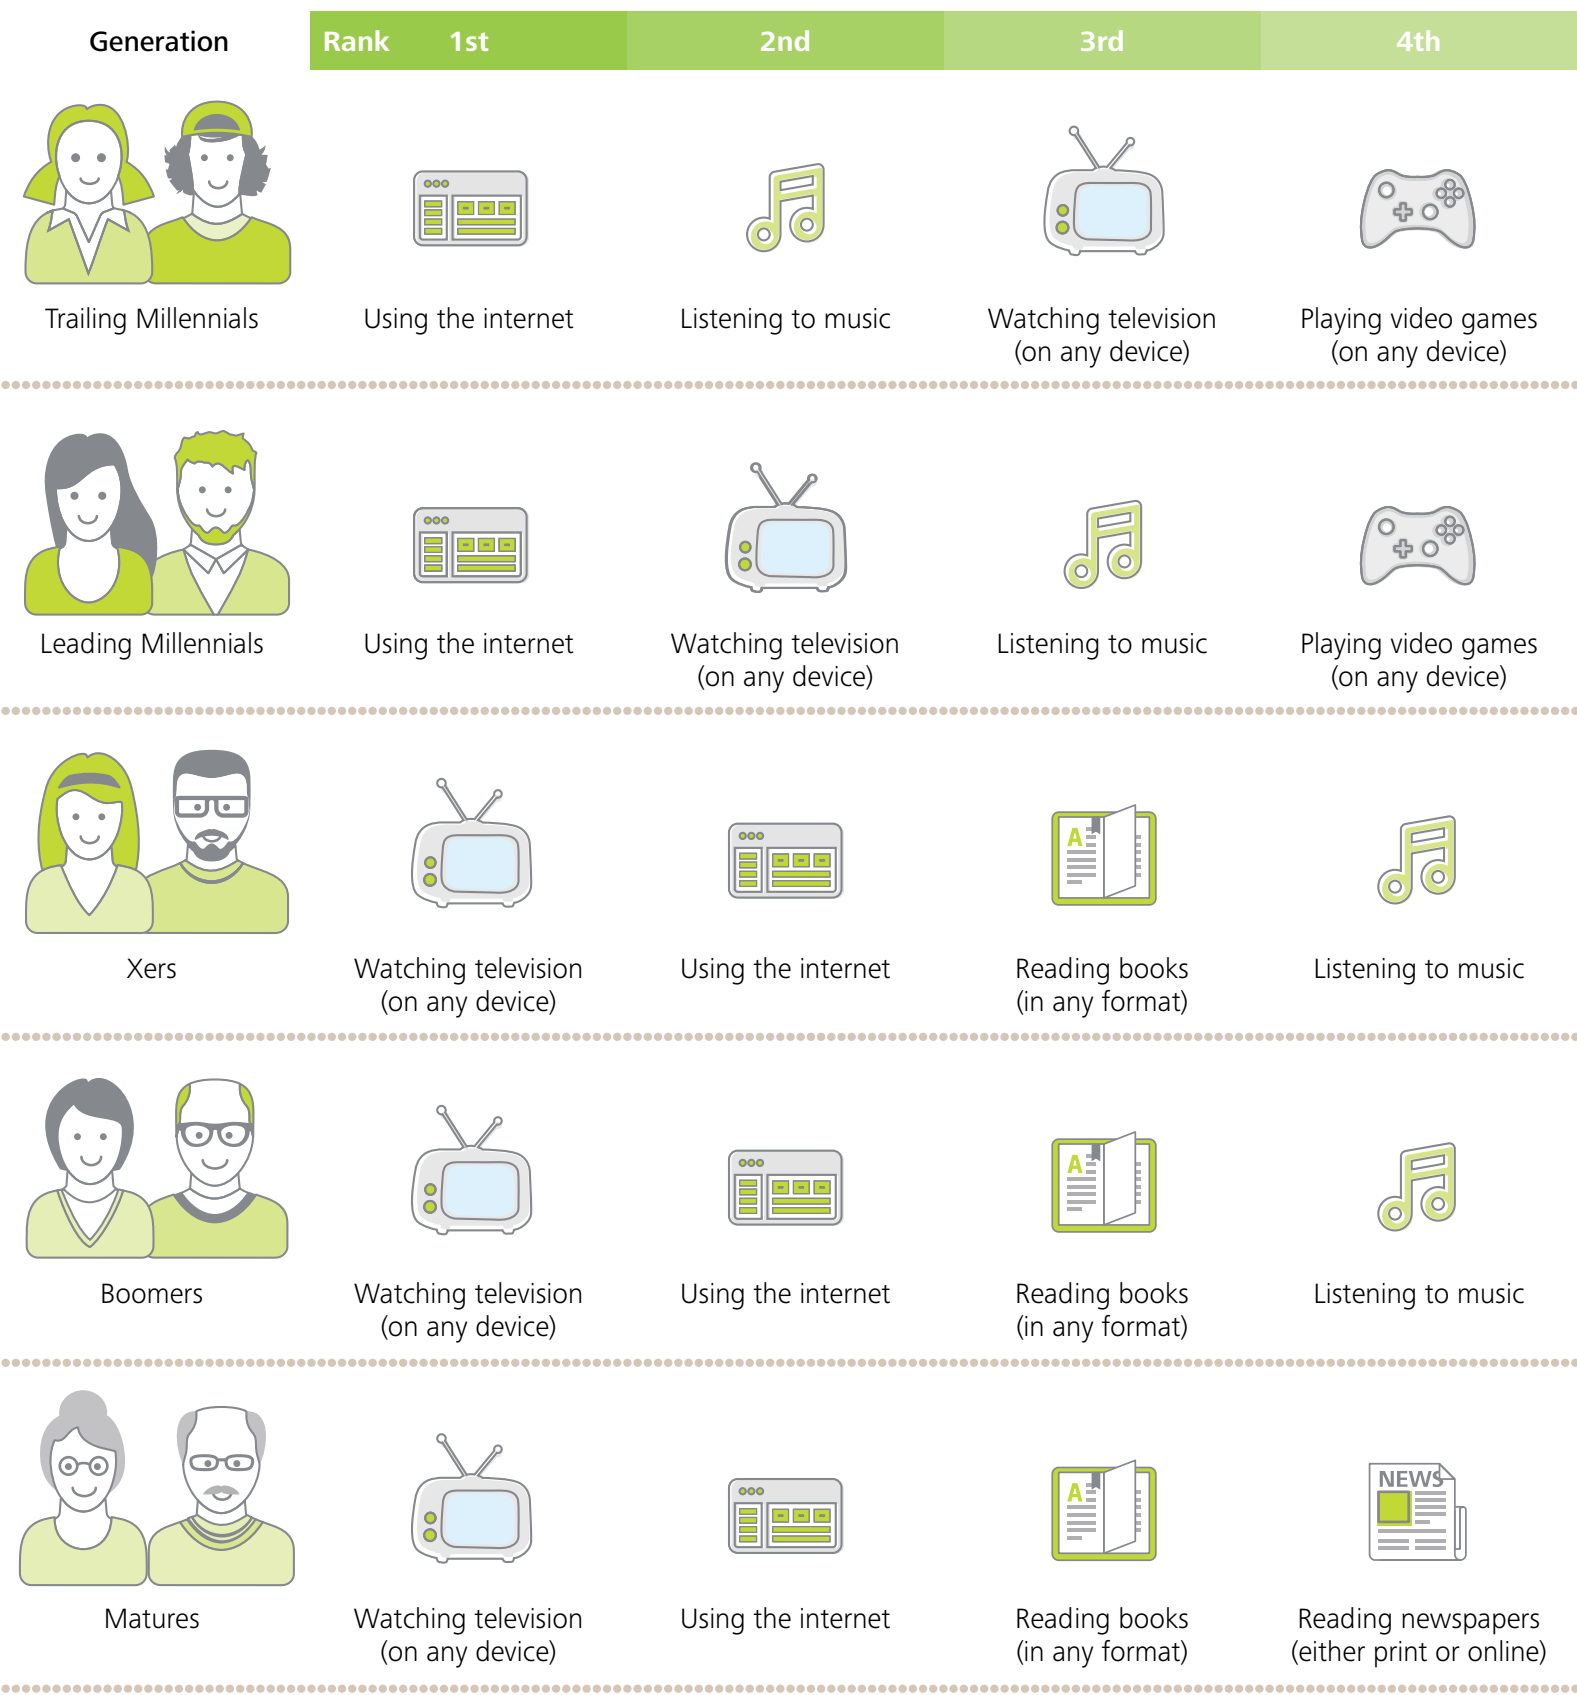 Generation Rank 1st 2nd 3rd 4th
Trailing Millennials Using the internet Listening to music Watching television Playing video games
(on any device) (on any device)
Leading Millennials Using the internet Watching television Listening to music Playing video games
(on any device) (on any device)
A
Xers Watching television Using the internet Reading books Listening to music
(on any device) (in any format)
A
Boomers Watching television Using the internet Reading books Listening to music
(on any device) (in any format)
A NEWS
Matures Watching television Using the internet Reading books Reading newspapers
(on any device) (in any format) (either print or online)